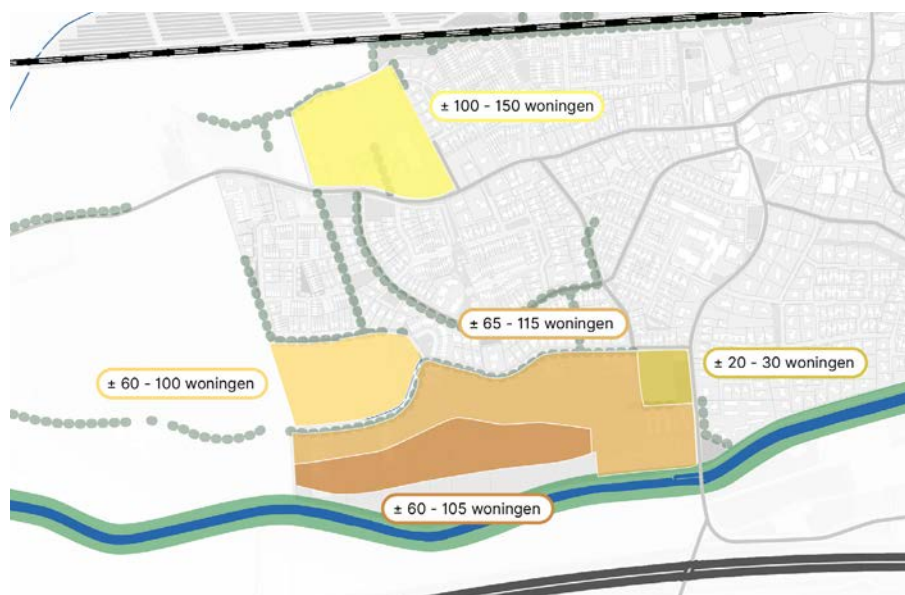 ± 100 - 150 woningen
± 65 - 115 woningen
± 20 - 30 woningen
± 60 - 100 woningen
± 60 - 105 woningen